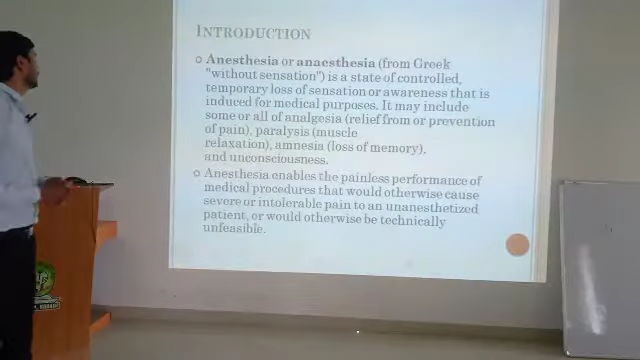 INTRODUCTION
Anesthesia or anaesthesia (from Greek
"without sensation") is a state of controlled,
temporary loss of sensation or awareness that is
induced for medical purposes. It may include
some or all of analgesia (relief from or prevention
of pain), paralysis (muscle
relaxation), amnesia (loss of memory),
and unconsciousness.
Anesthesia enables the painless performance of
medical procedures that would otherwise cause
severe or intolerable pain to an unanesthetized
patient, or would otherwise be technically
unfeasible.